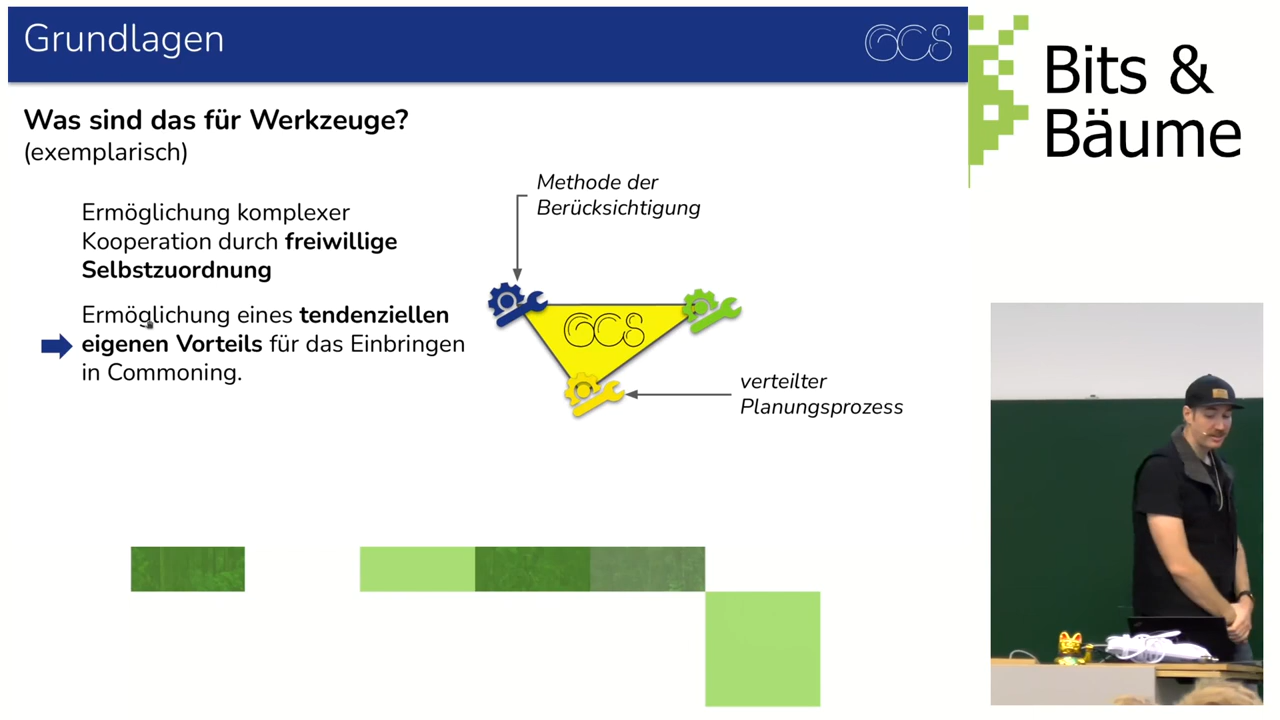 Grundlagen
GCS
Bits &
Bäume
Was sind das für Werkzeuge?
(exemplarisch)
Ermöglichung komplexer
Kooperation durch freiwillige
Selbstzuordnung
Ermöglichung eines tendenziellen
eigenen Vorteils für das Einbringen
in Commoning.
Methode der
Berücksichtigung
GCS
verteilter
Planungsprozess